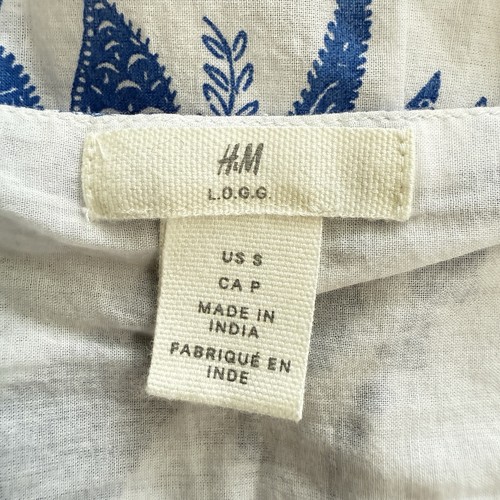 H&M
L.O.G.G.
US S
CA P
MADE IN
INDIA
FABRIQUÉ EN
INDE